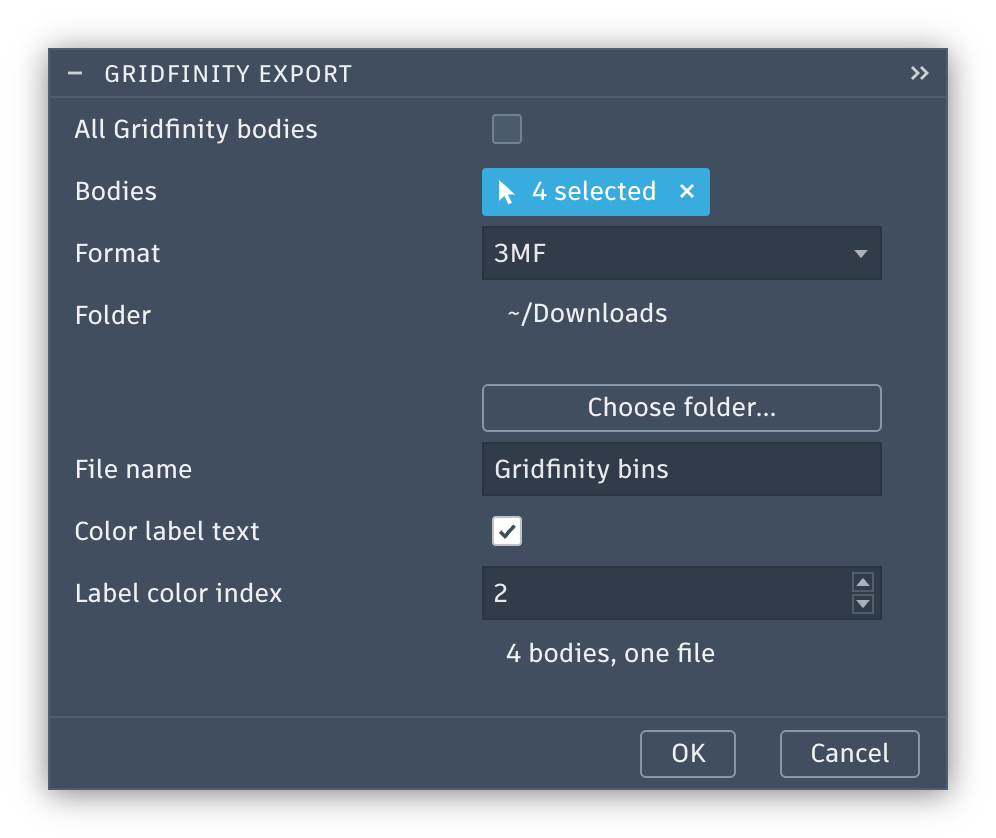 GRIDFINITY EXPORT
All Gridfinity bodies
Bodies 4 selected
Format 3MF
Folder ~/Downloads
Choose folder...
File name Gridfinity bins
Color label text
Label color index 2
4 bodies, one file
OK Cancel